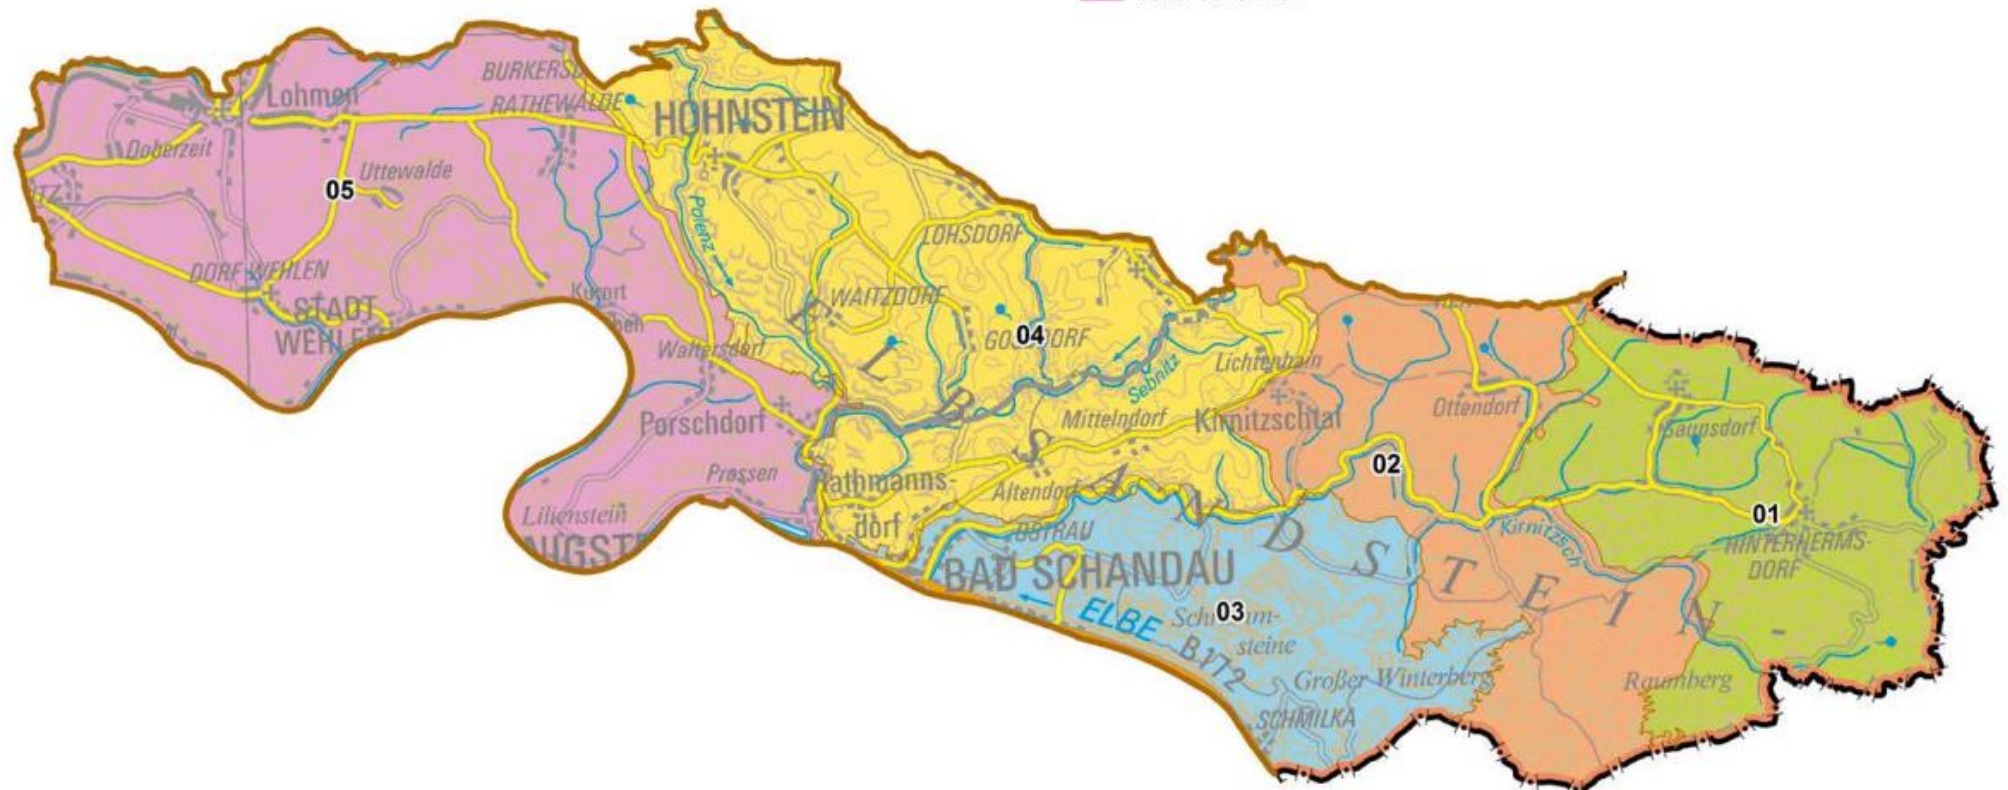 Lohmen
BURKERSD
RATHEWALDE
HOHNSTEIN
Doberzeit
Uttewalde
05
TZ
Polenz
LOHSDORF
DORF WEHLEN
STADT
WEHLEN
Kurort
WAITZDORF
04
Waltersdorf
Lichtenhain
Sebnitz
Porschdorf
Mittelndorf
Kirnitzschtal
Ottendorf
Saupsdorf
02
Prossen
Rathmanns-
dorf
Altendorf
Lilienstein
OSTRAU
Kirnitzsch
01
HINTERHERMS-
DORF
BAD SCHANDAU
E L B S A N D S T E I N -
ELBE
03
steine
B172
Großer Winterberg
Raumberg
SCHMILKA